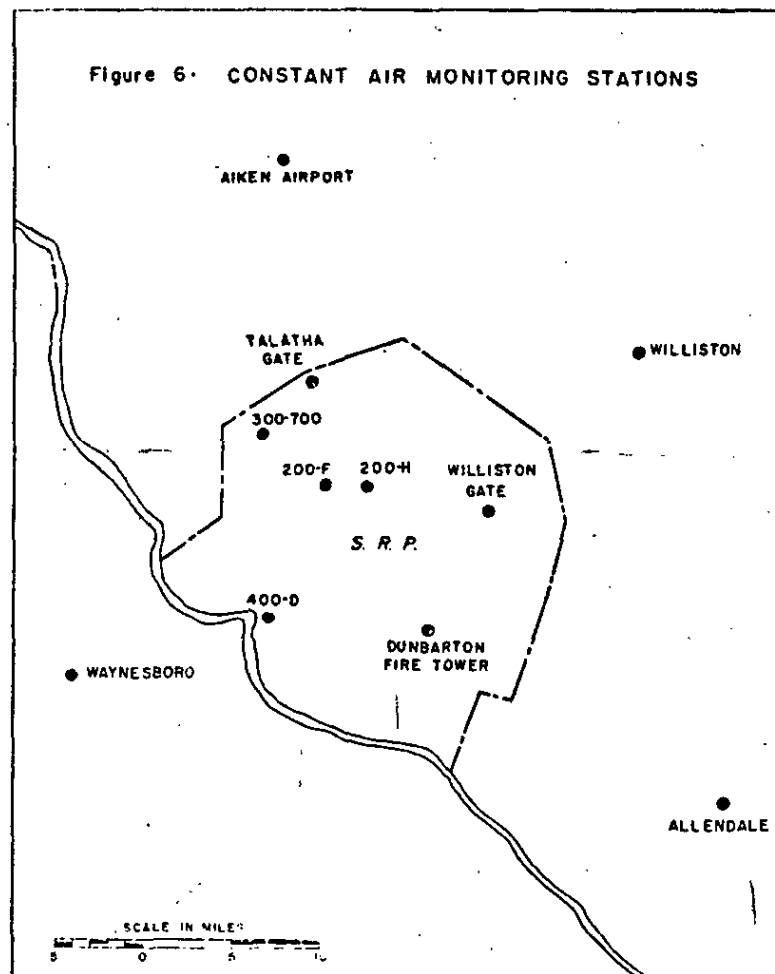 Figure 6. CONSTANT AIR MONITORING STATIONS
AIKEN AIRPORT
TALATHA
GATE
WILLISTON
300-700
200-F
200-H
WILLISTON
GATE
S. R. P.
400-D
DUNBARTON
FIRE TOWER
WAYNESBORO
ALLENDALE
SCALE IN MILES
5 0 5 10